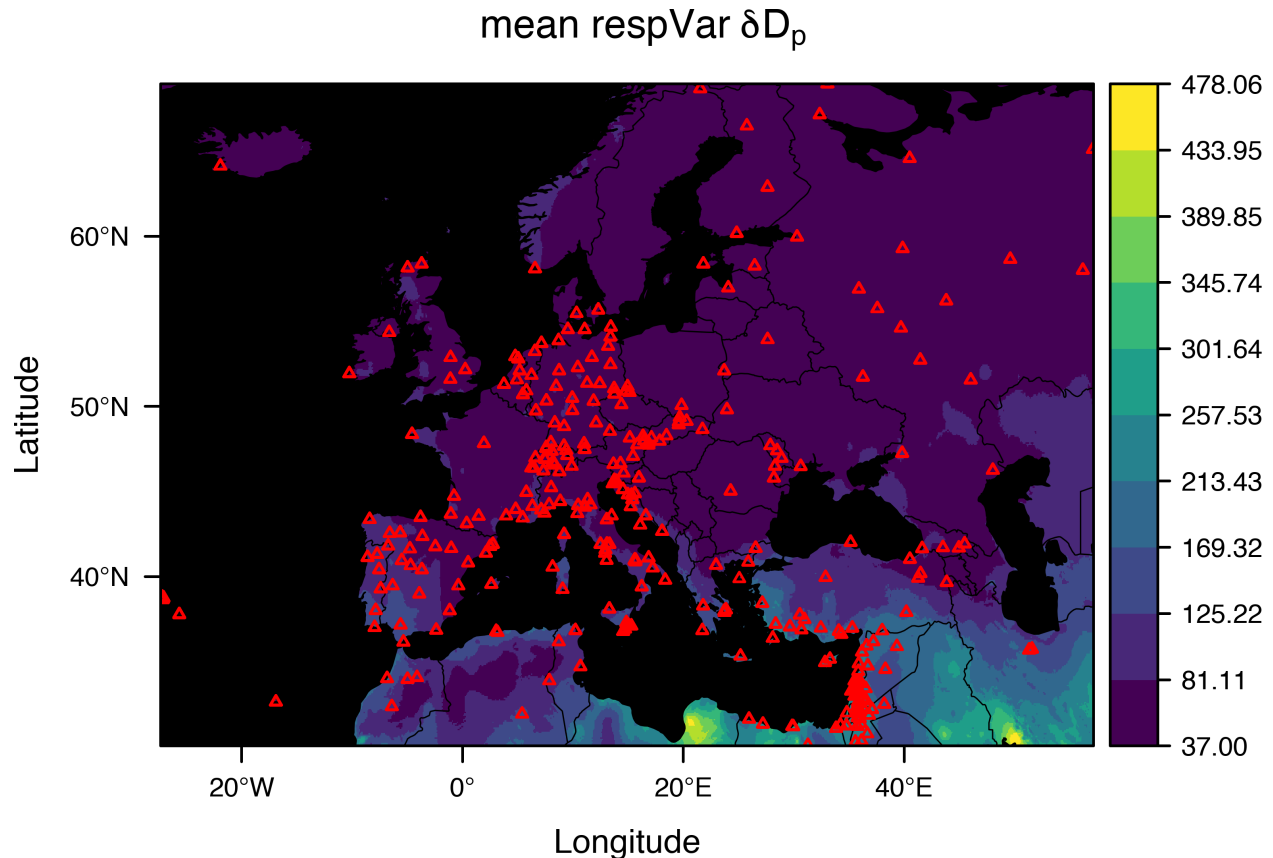 mean respVar δDp
478.06
433.95
389.85
345.74
301.64
257.53
213.43
169.32
125.22
81.11
37.00
60°N
50°N
40°N
Latitude
20°W 0° 20°E 40°E
Longitude